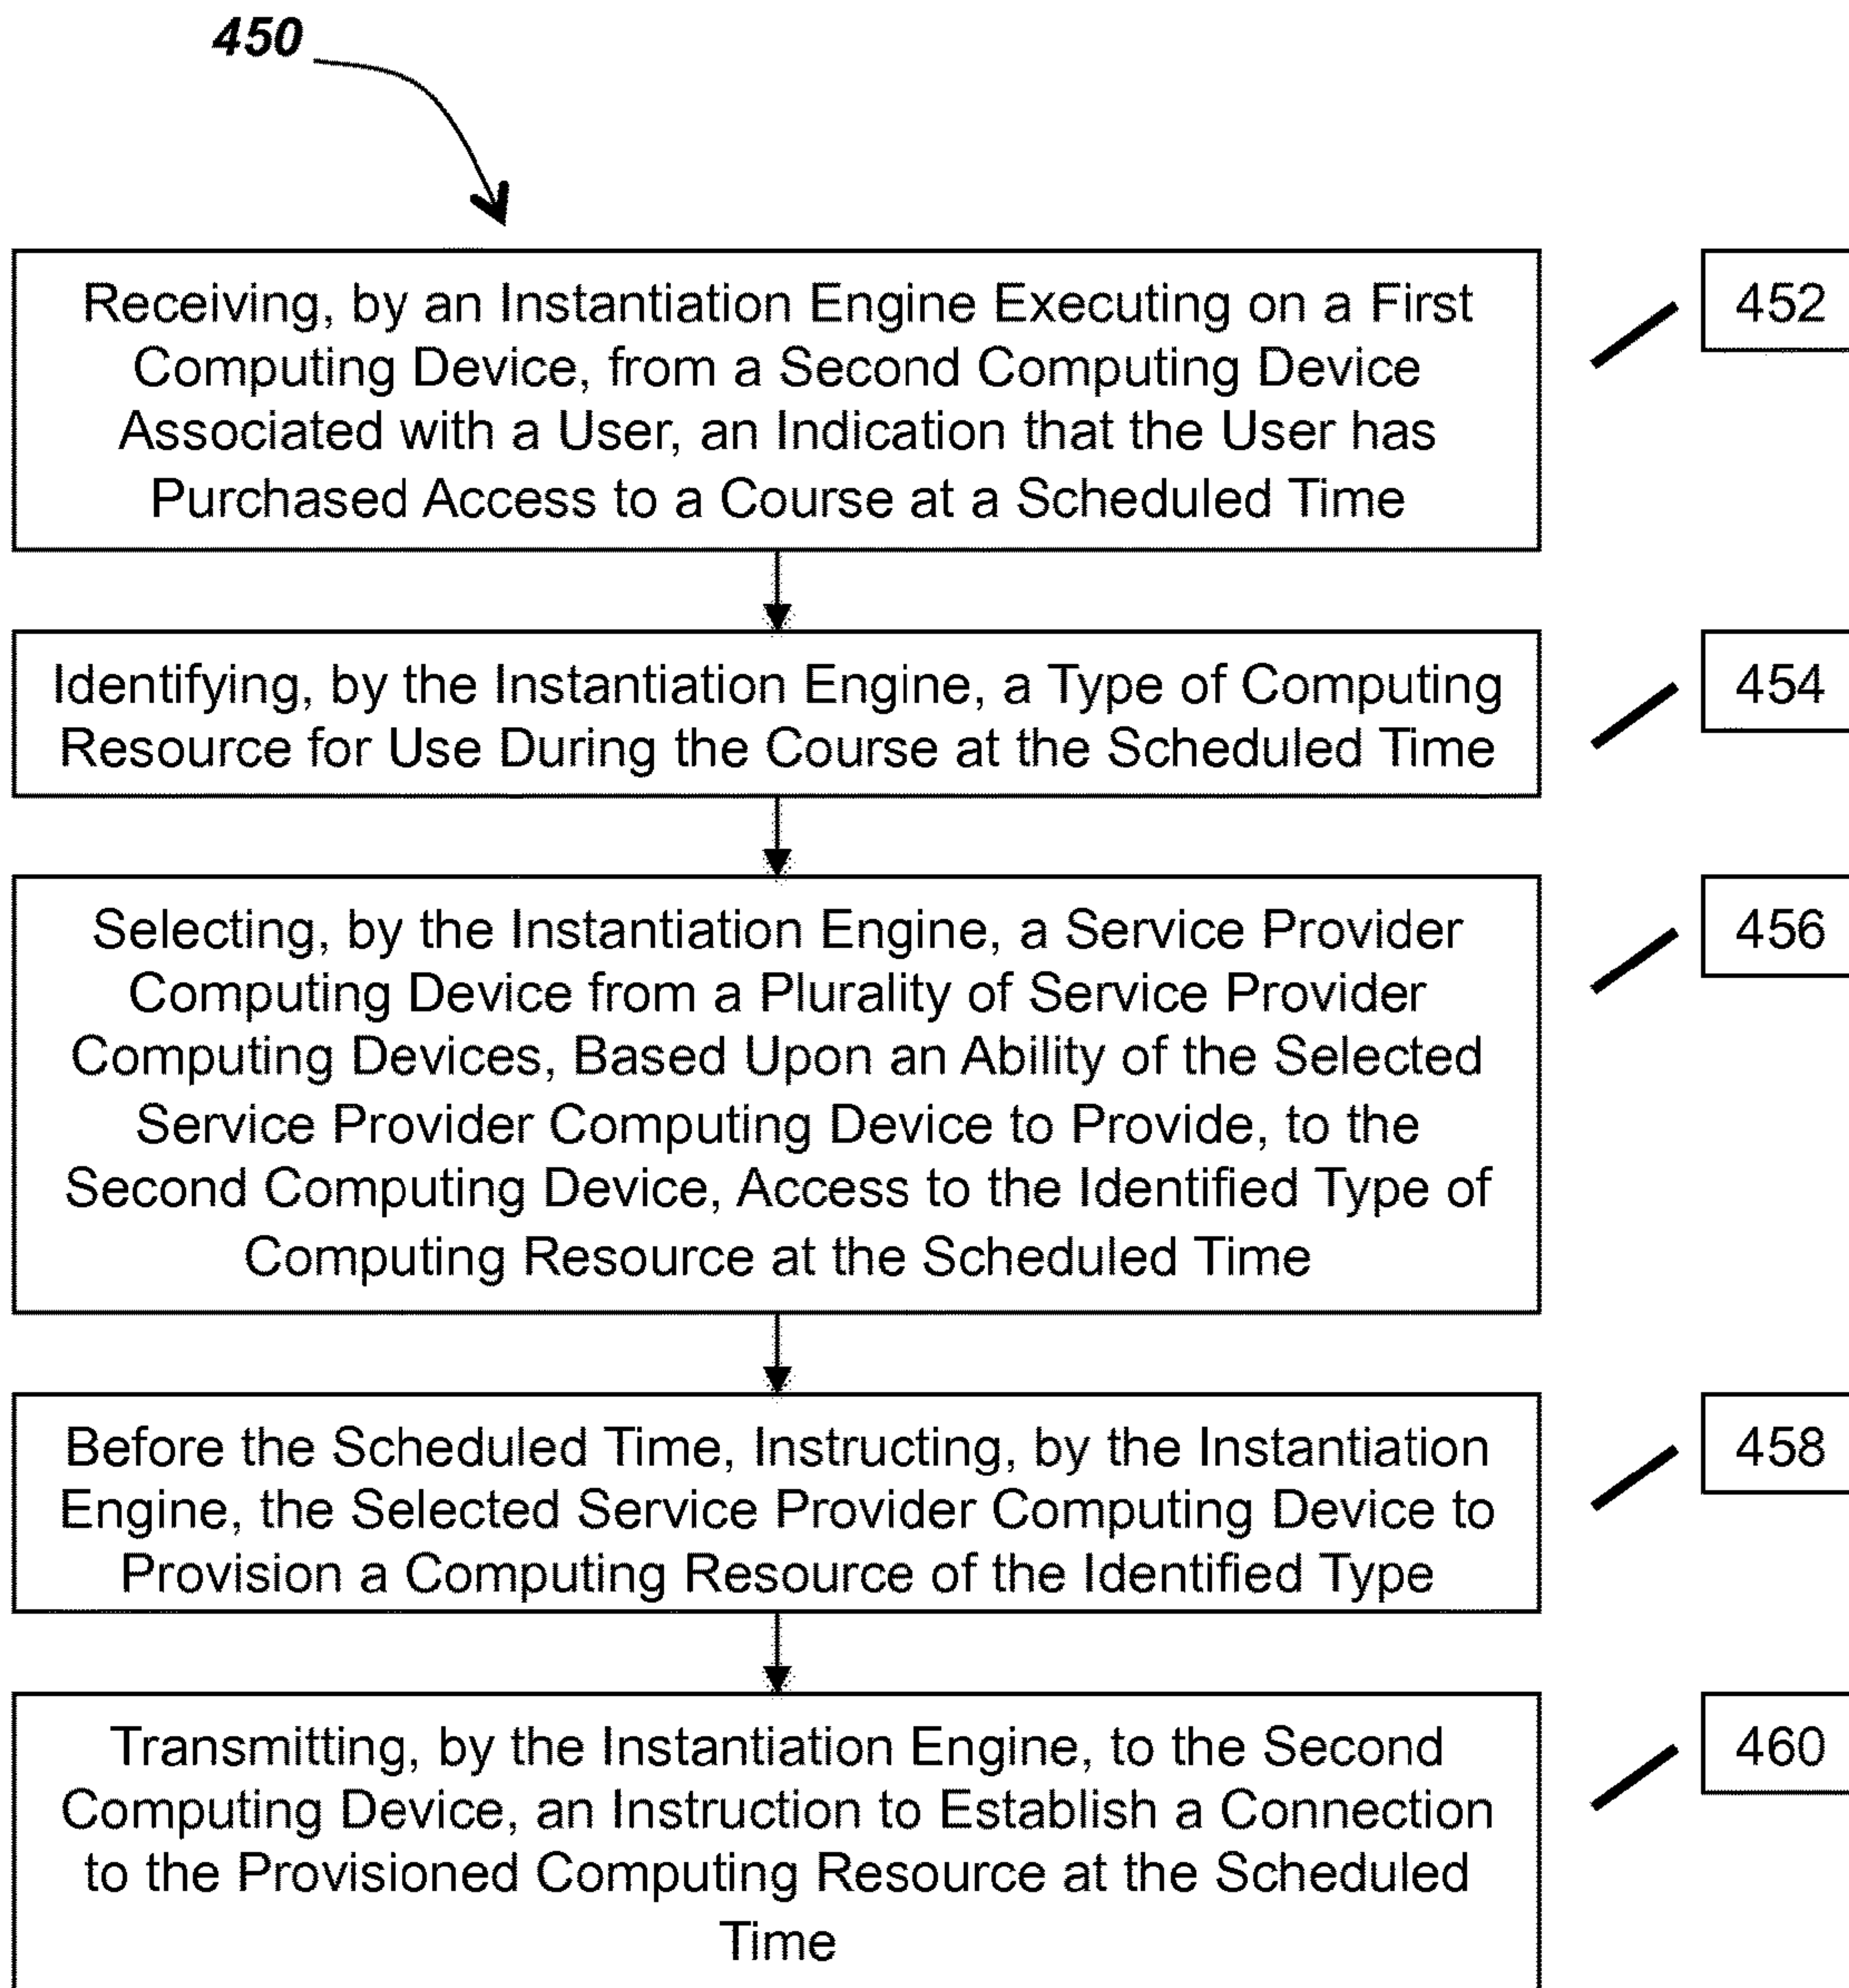 450
Receiving, by an Instantiation Engine Executing on a First
Computing Device, from a Second Computing Device
Associated with a User, an Indication that the User has
Purchased Access to a Course at a Scheduled Time
452
Identifying, by the Instantiation Engine, a Type of Computing
Resource for Use During the Course at the Scheduled Time
454
Selecting, by the Instantiation Engine, a Service Provider
Computing Device from a Plurality of Service Provider
Computing Devices, Based Upon an Ability of the Selected
Service Provider Computing Device to Provide, to the
Second Computing Device, Access to the Identified Type of
Computing Resource at the Scheduled Time
456
Before the Scheduled Time, Instructing, by the Instantiation
Engine, the Selected Service Provider Computing Device to
Provision a Computing Resource of the Identified Type
458
Transmitting, by the Instantiation Engine, to the Second
Computing Device, an Instruction to Establish a Connection
to the Provisioned Computing Resource at the Scheduled
Time
460